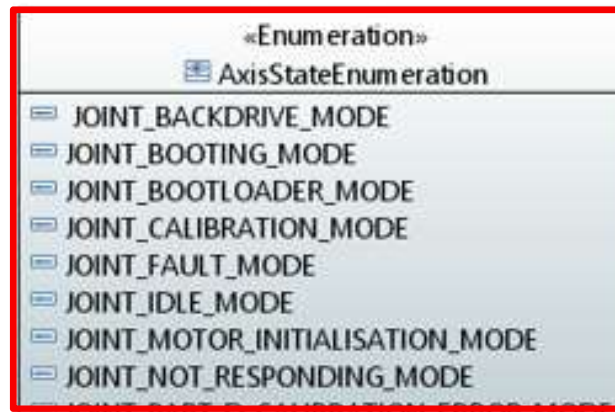 «Enumeration»
AxisStateEnumeration
JOINT_BACKDRIVE_MODE
JOINT_BOOTING_MODE
JOINT_BOOTLOADER_MODE
JOINT_CALIBRATION_MODE
JOINT_FAULT_MODE
JOINT_IDLE_MODE
JOINT_MOTOR_INITIALISATION_MODE
JOINT_NOT_RESPONDING_MODE